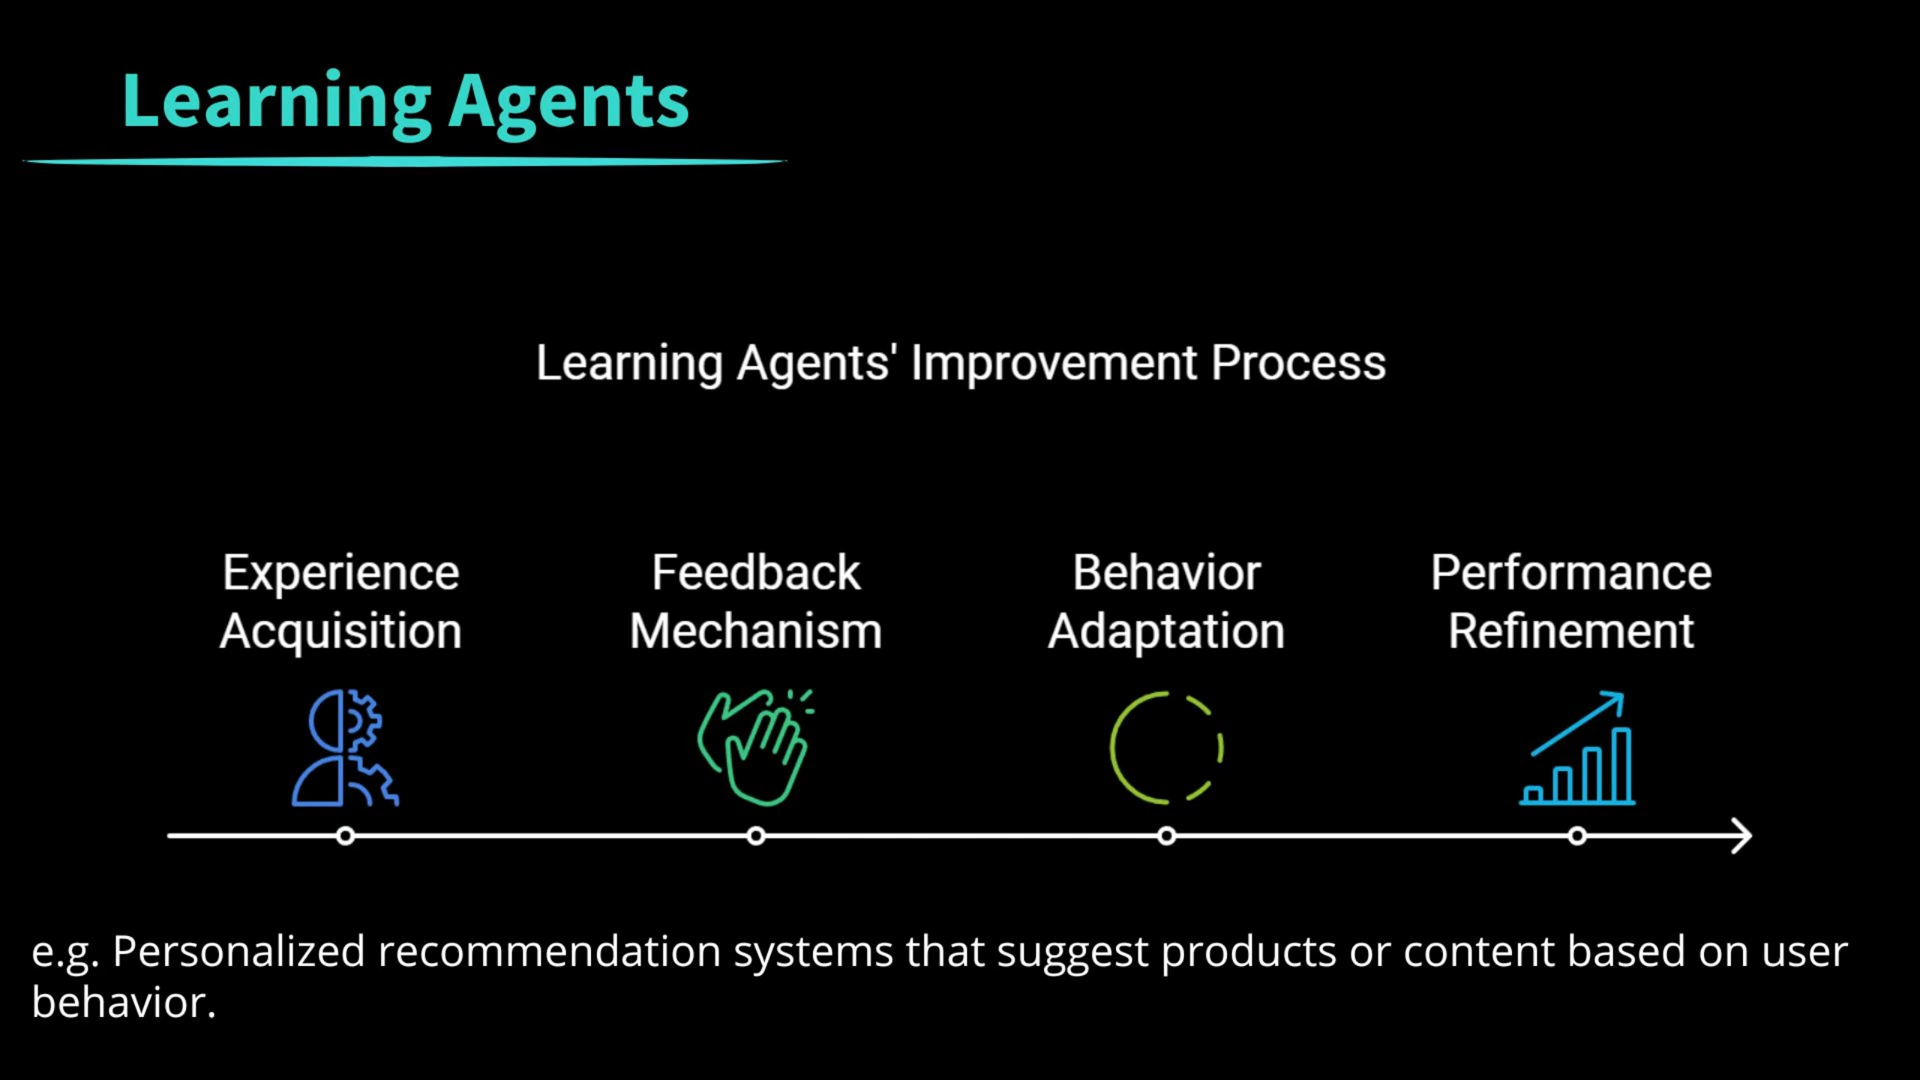 Learning Agents
Learning Agents' Improvement Process
Experience
Acquisition
Feedback
Mechanism
Behavior
Adaptation
Performance
Refinement
e.g. Personalized recommendation systems that suggest products or content based on user
behavior.